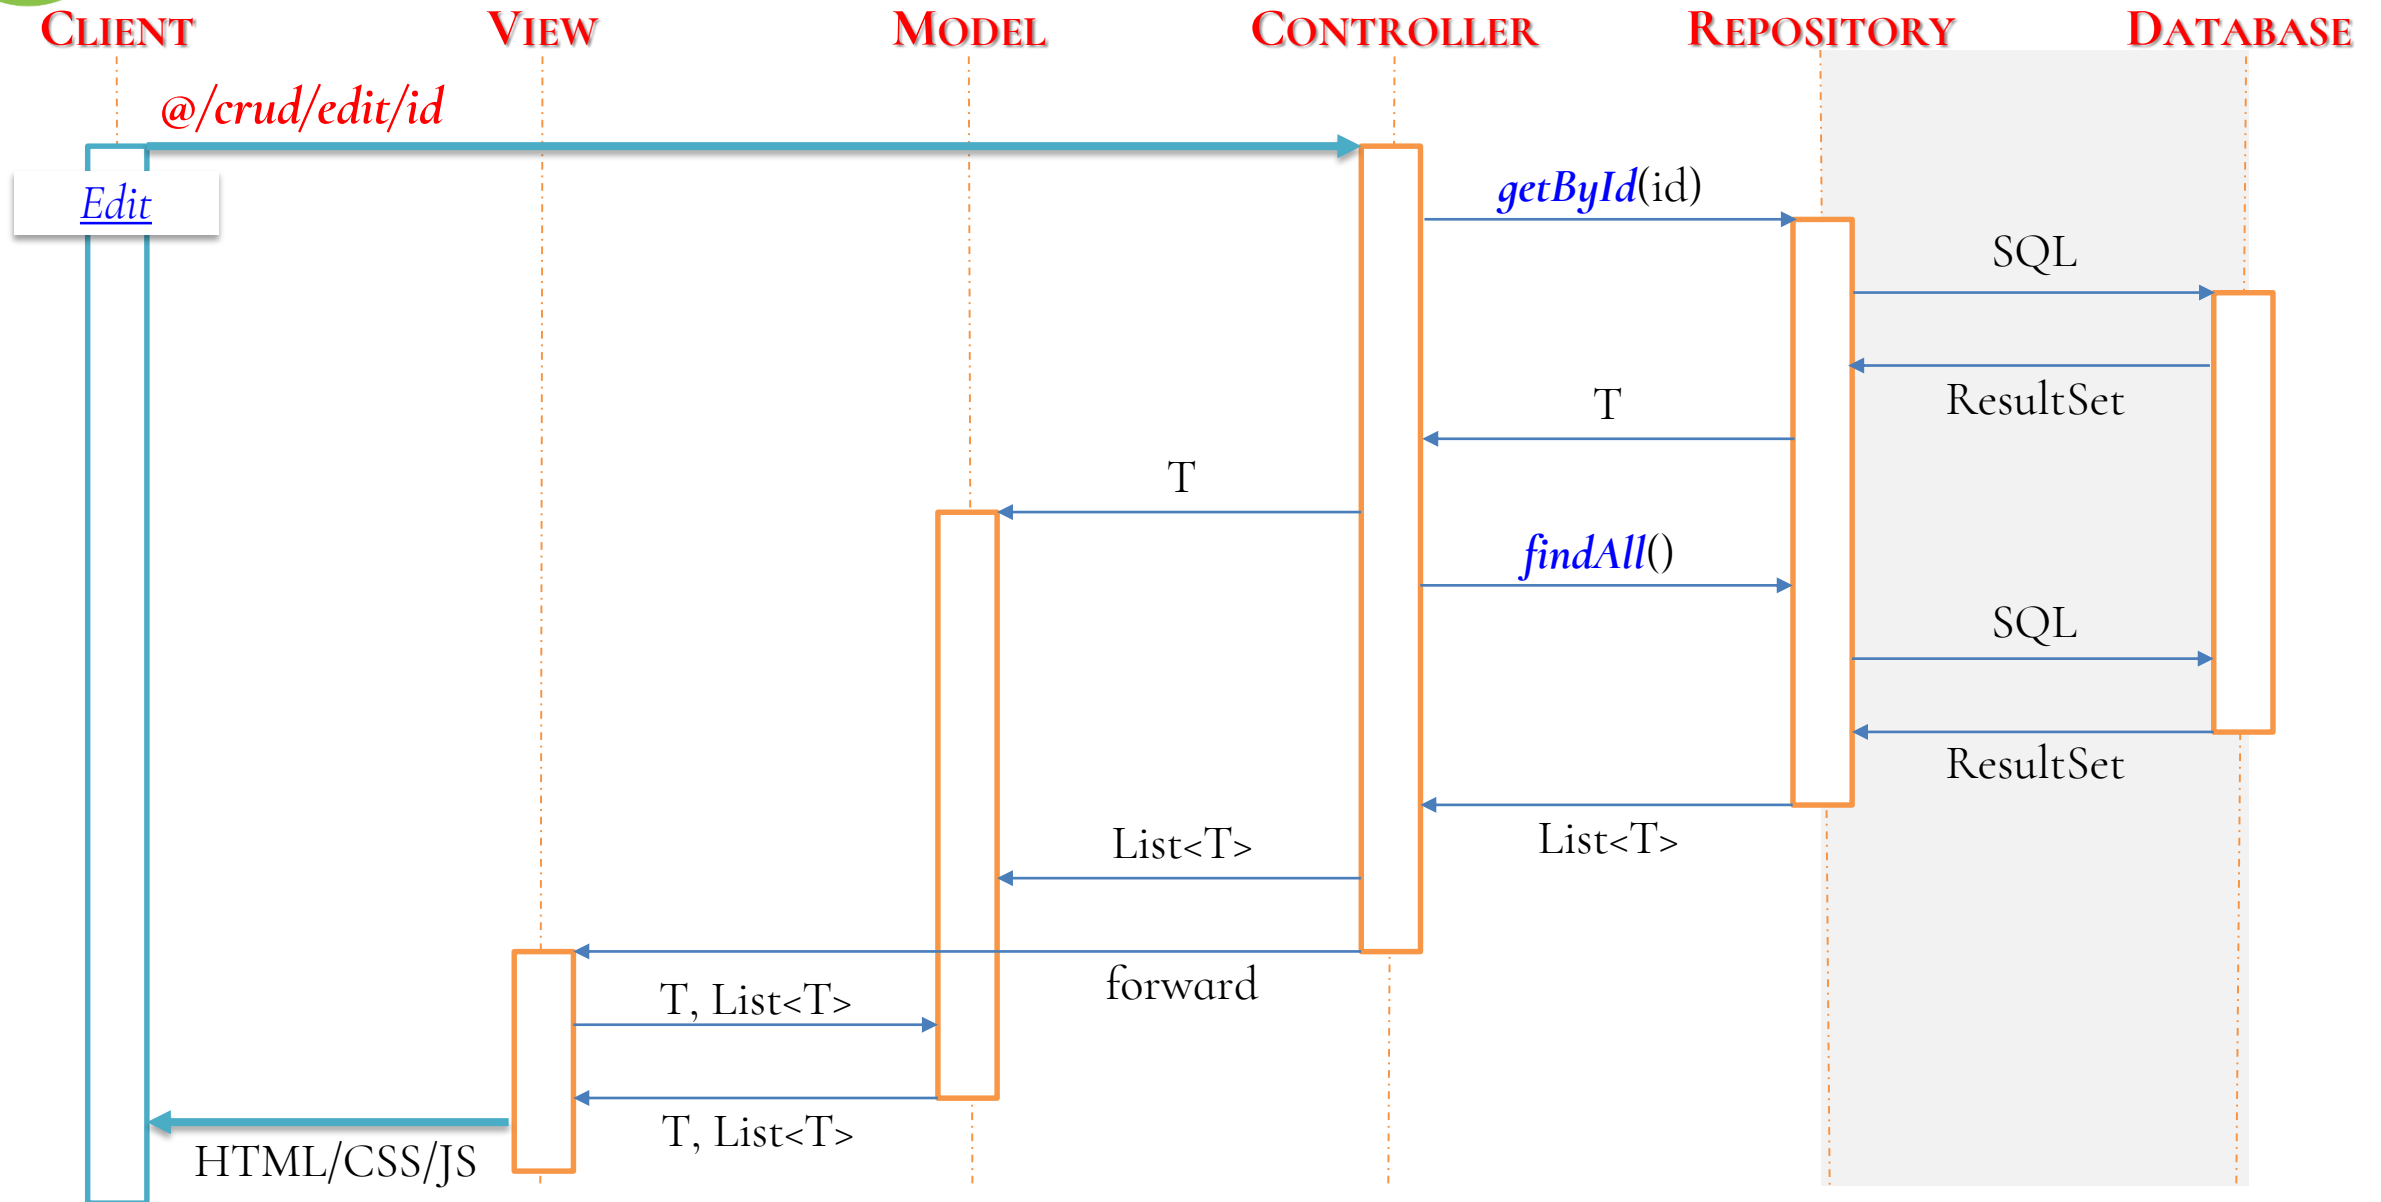 CLIENT
VIEW
MODEL
CONTROLLER
REPOSITORY
DATABASE
@/crud/edit/id
Edit
getById(id)
SQL
ResultSet
T
T
findAll()
SQL
ResultSet
List<T>
List<T>
forward
T, List<T>
T, List<T>
HTML/CSS/JS